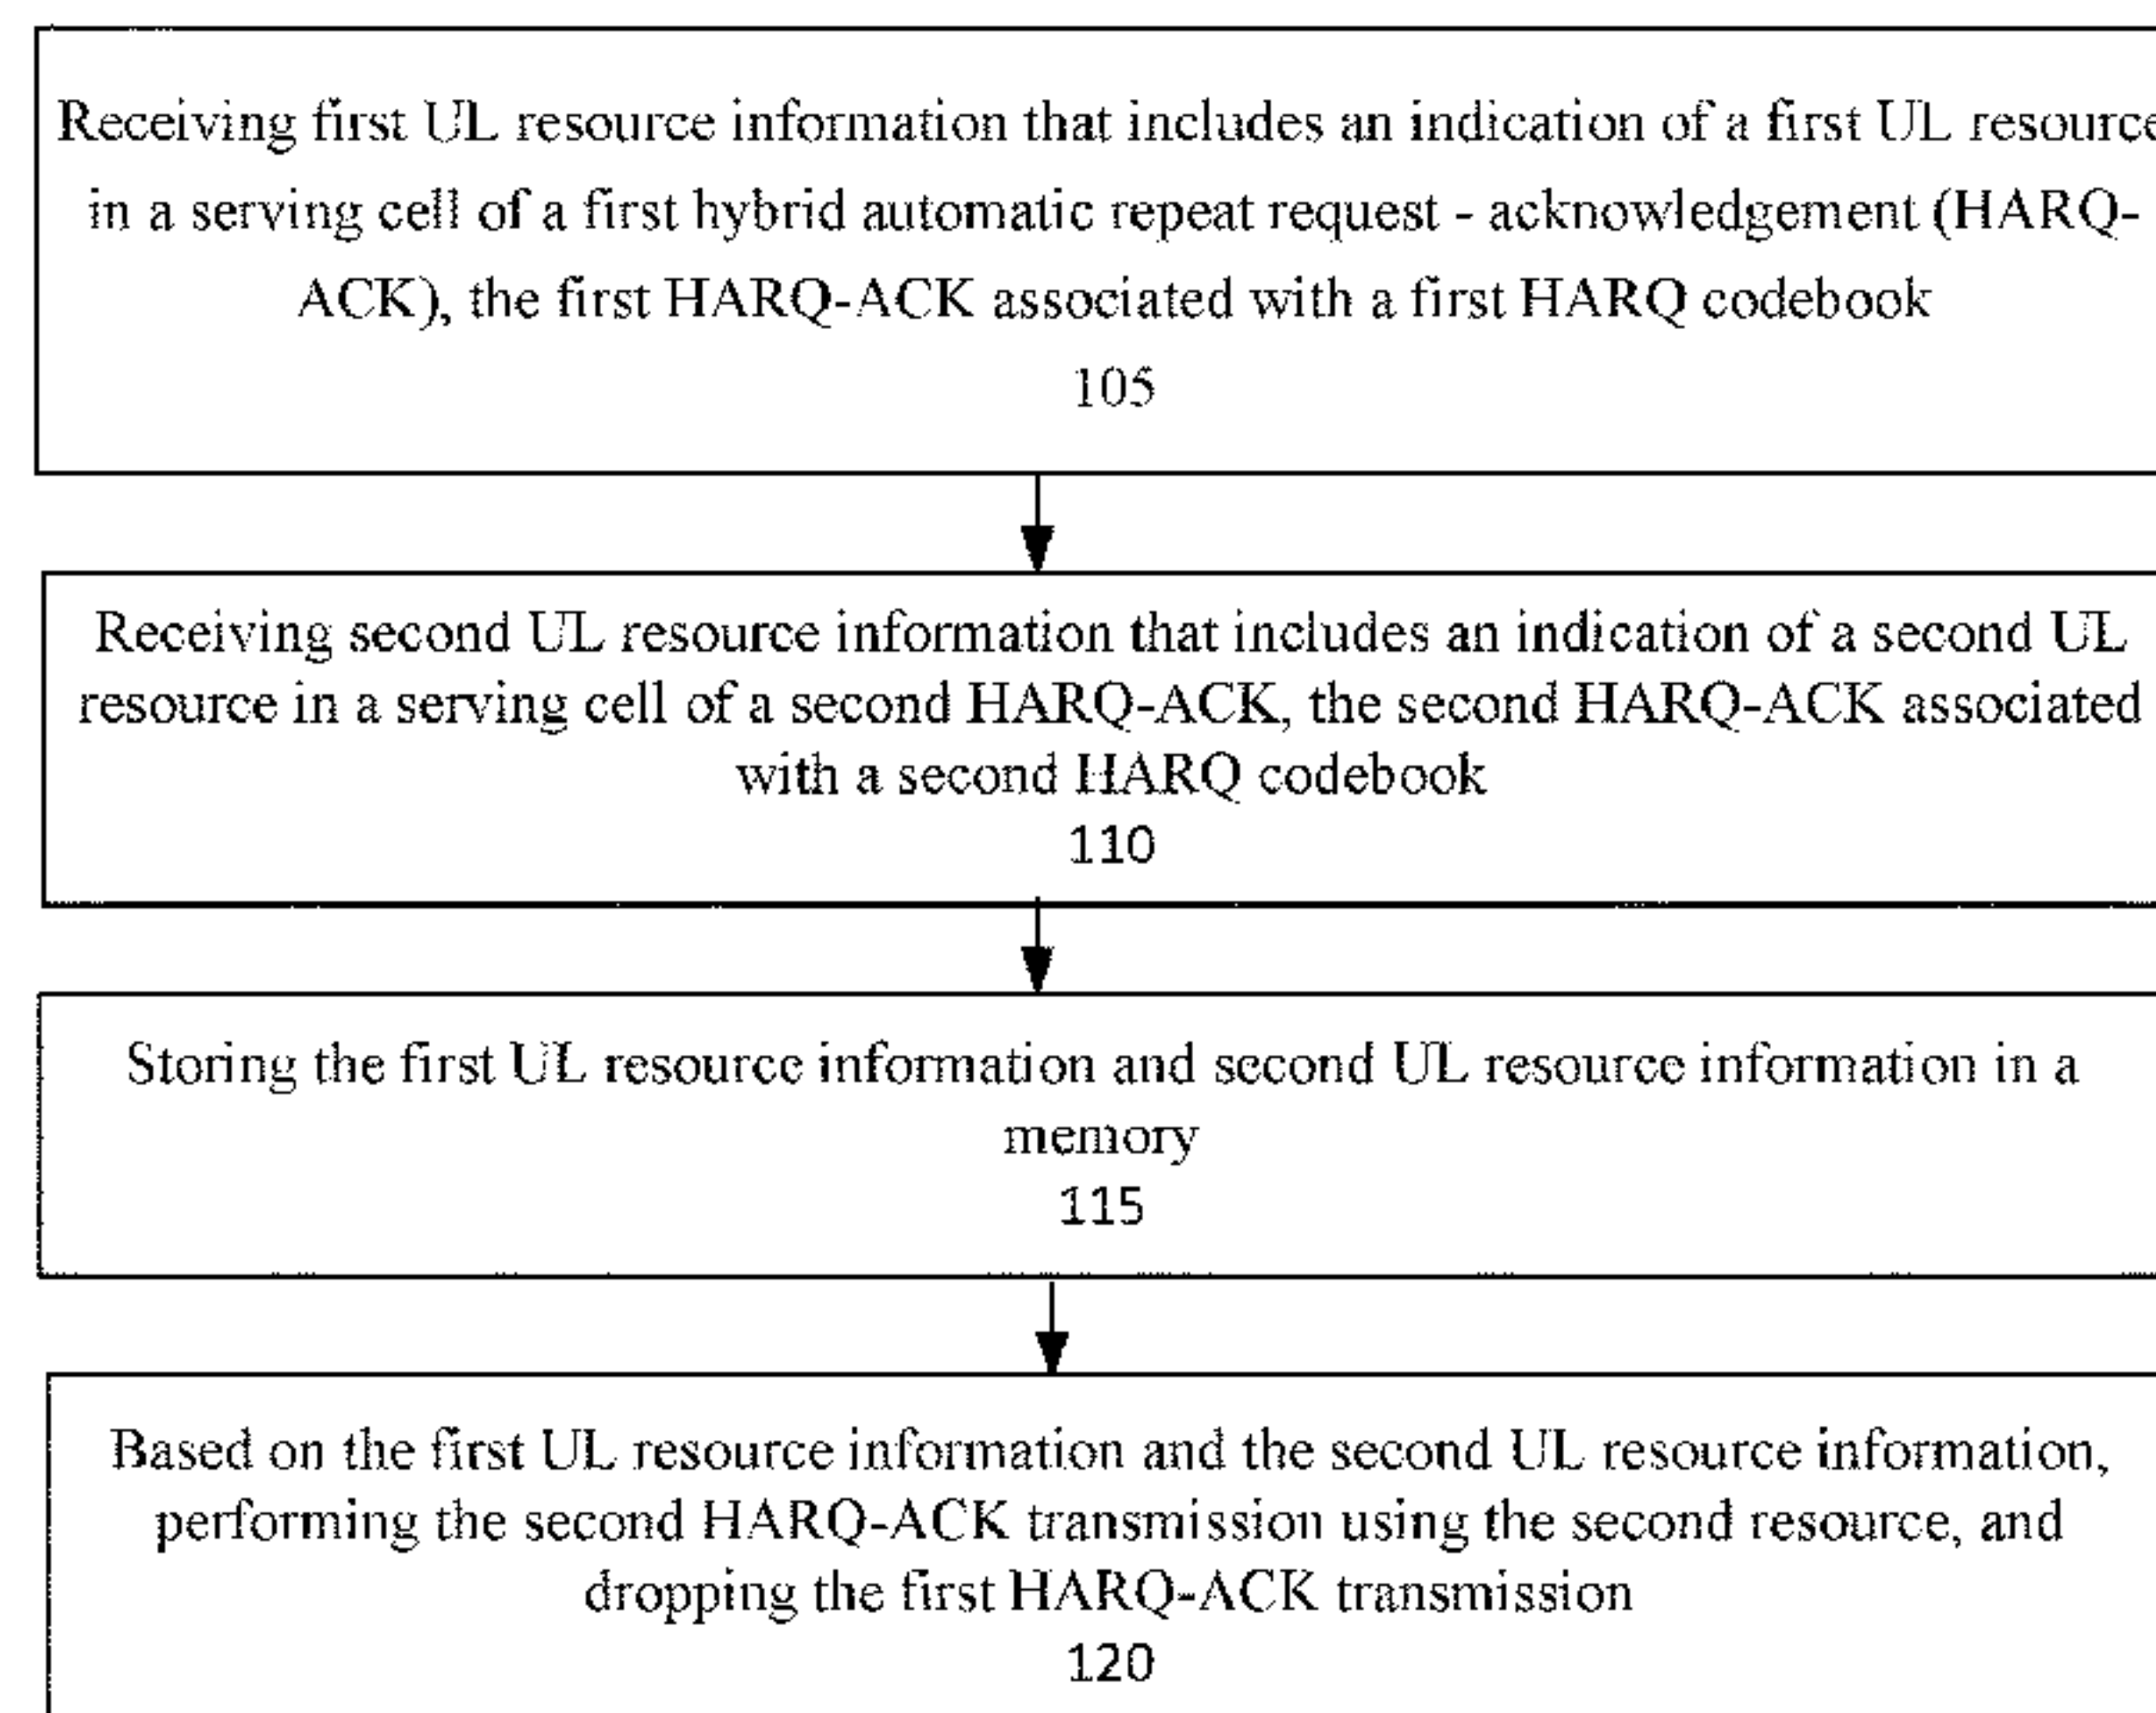 Receiving first UL resource information that includes an indication of a first UL resource
in a serving cell of a first hybrid automatic repeat request - acknowledgement (HARQ-
ACK), the first HARQ-ACK associated with a first HARQ codebook
105
Receiving second UL resource information that includes an indication of a second UL
resource in a serving cell of a second HARQ-ACK, the second HARQ-ACK associated
with a second HARQ codebook
110
Storing the first UL resource information and second UL resource information in a
memory
115
Based on the first UL resource information and the second UL resource information,
performing the second HARQ-ACK transmission using the second resource, and
dropping the first HARQ-ACK transmission
120